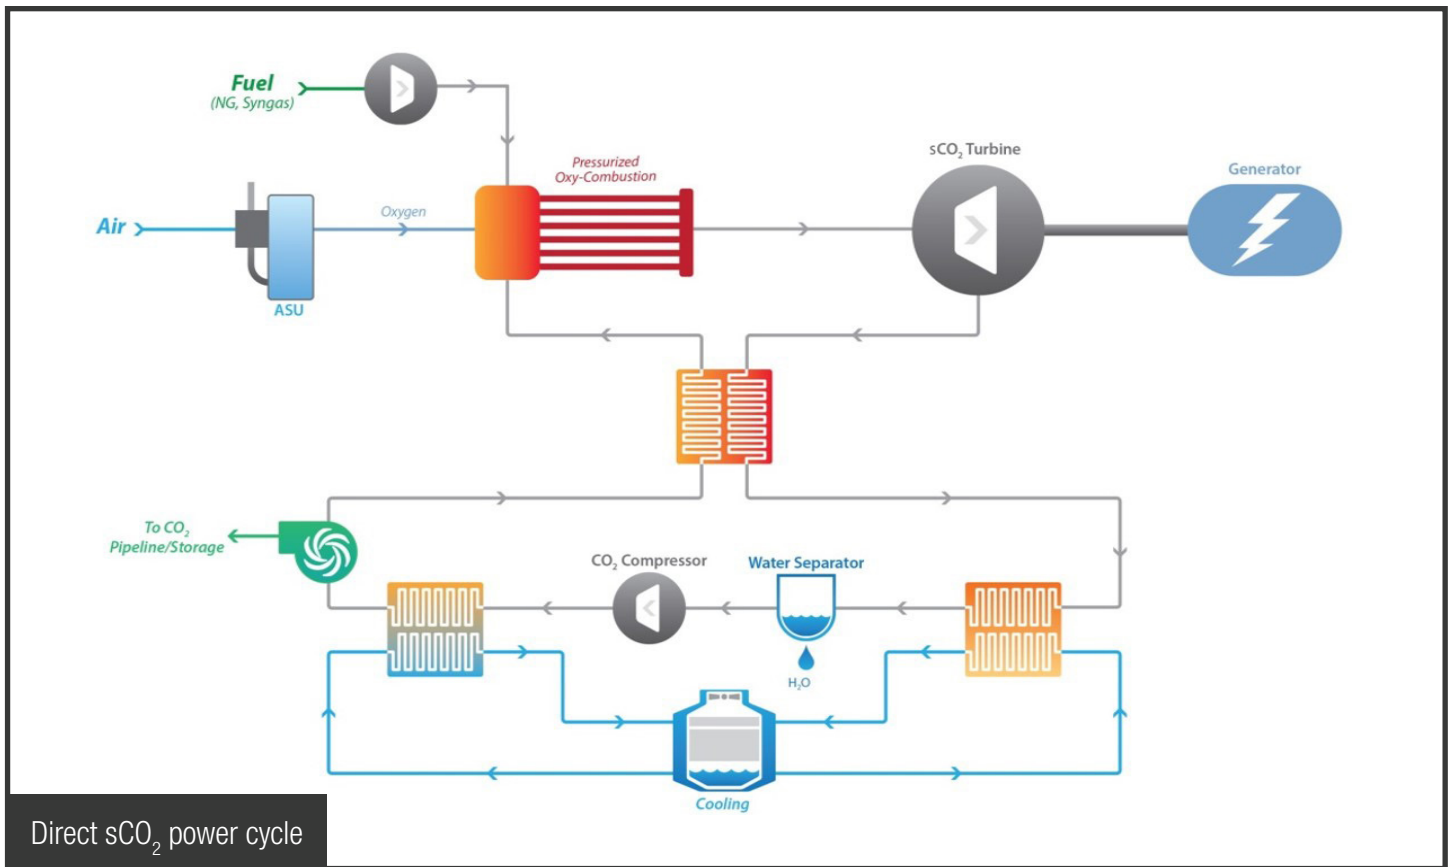 Fuel
(NG, Syngas)
Pressurized
Oxy-Combustion
sCO₂ Turbine
Generator
Air
Oxygen
ASU
To CO₂
Pipeline/Storage
CO₂ Compressor
Water Separator
H₂O
Cooling
Direct sCO₂ power cycle